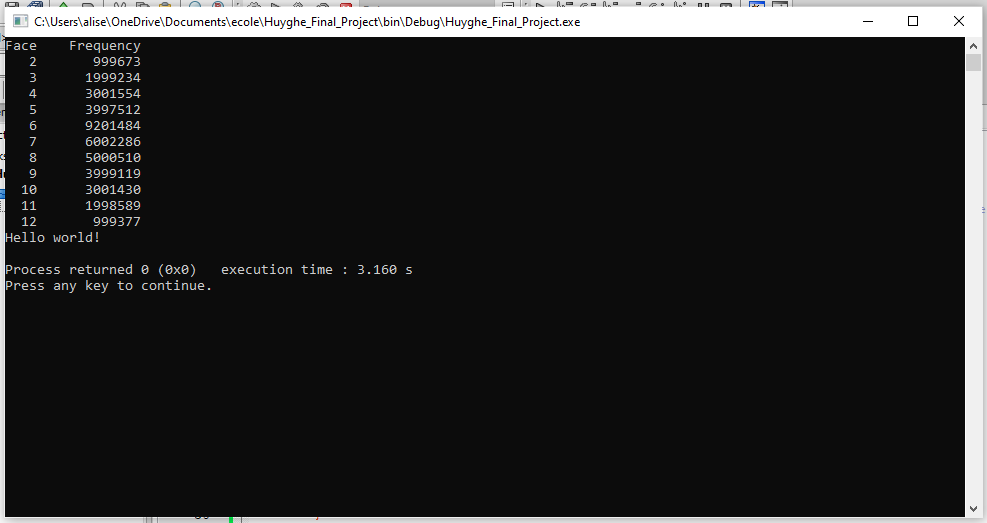 C:\Users\alise\OneDrive\Documents\ecole\Huyghe_Final_Project\bin\Debug\Huyghe_Final_Project.exe
Face    Frequency
   2       999673
   3      1999234
   4      3001554
   5      3997512
   6      9201484
   7      6002286
   8      5000510
   9      3999119
  10      3001430
  11      1998589
  12       999377
Hello world!
Process returned 0 (0x0)   execution time : 3.160 s
Press any key to continue.